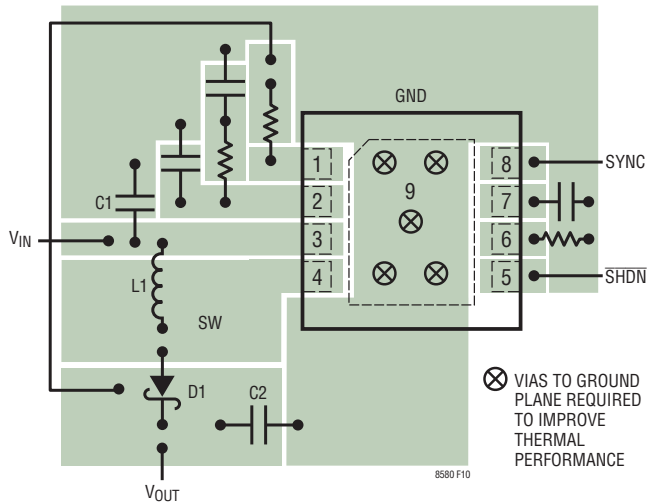 GND
1
8
SYNC
C1
2
9
7
VIN
3
6
L1
4
5
SHDN
SW
D1
C2
VIAS TO GROUND
PLANE REQUIRED
TO IMPROVE
THERMAL
PERFORMANCE
8580 F10
VOUT